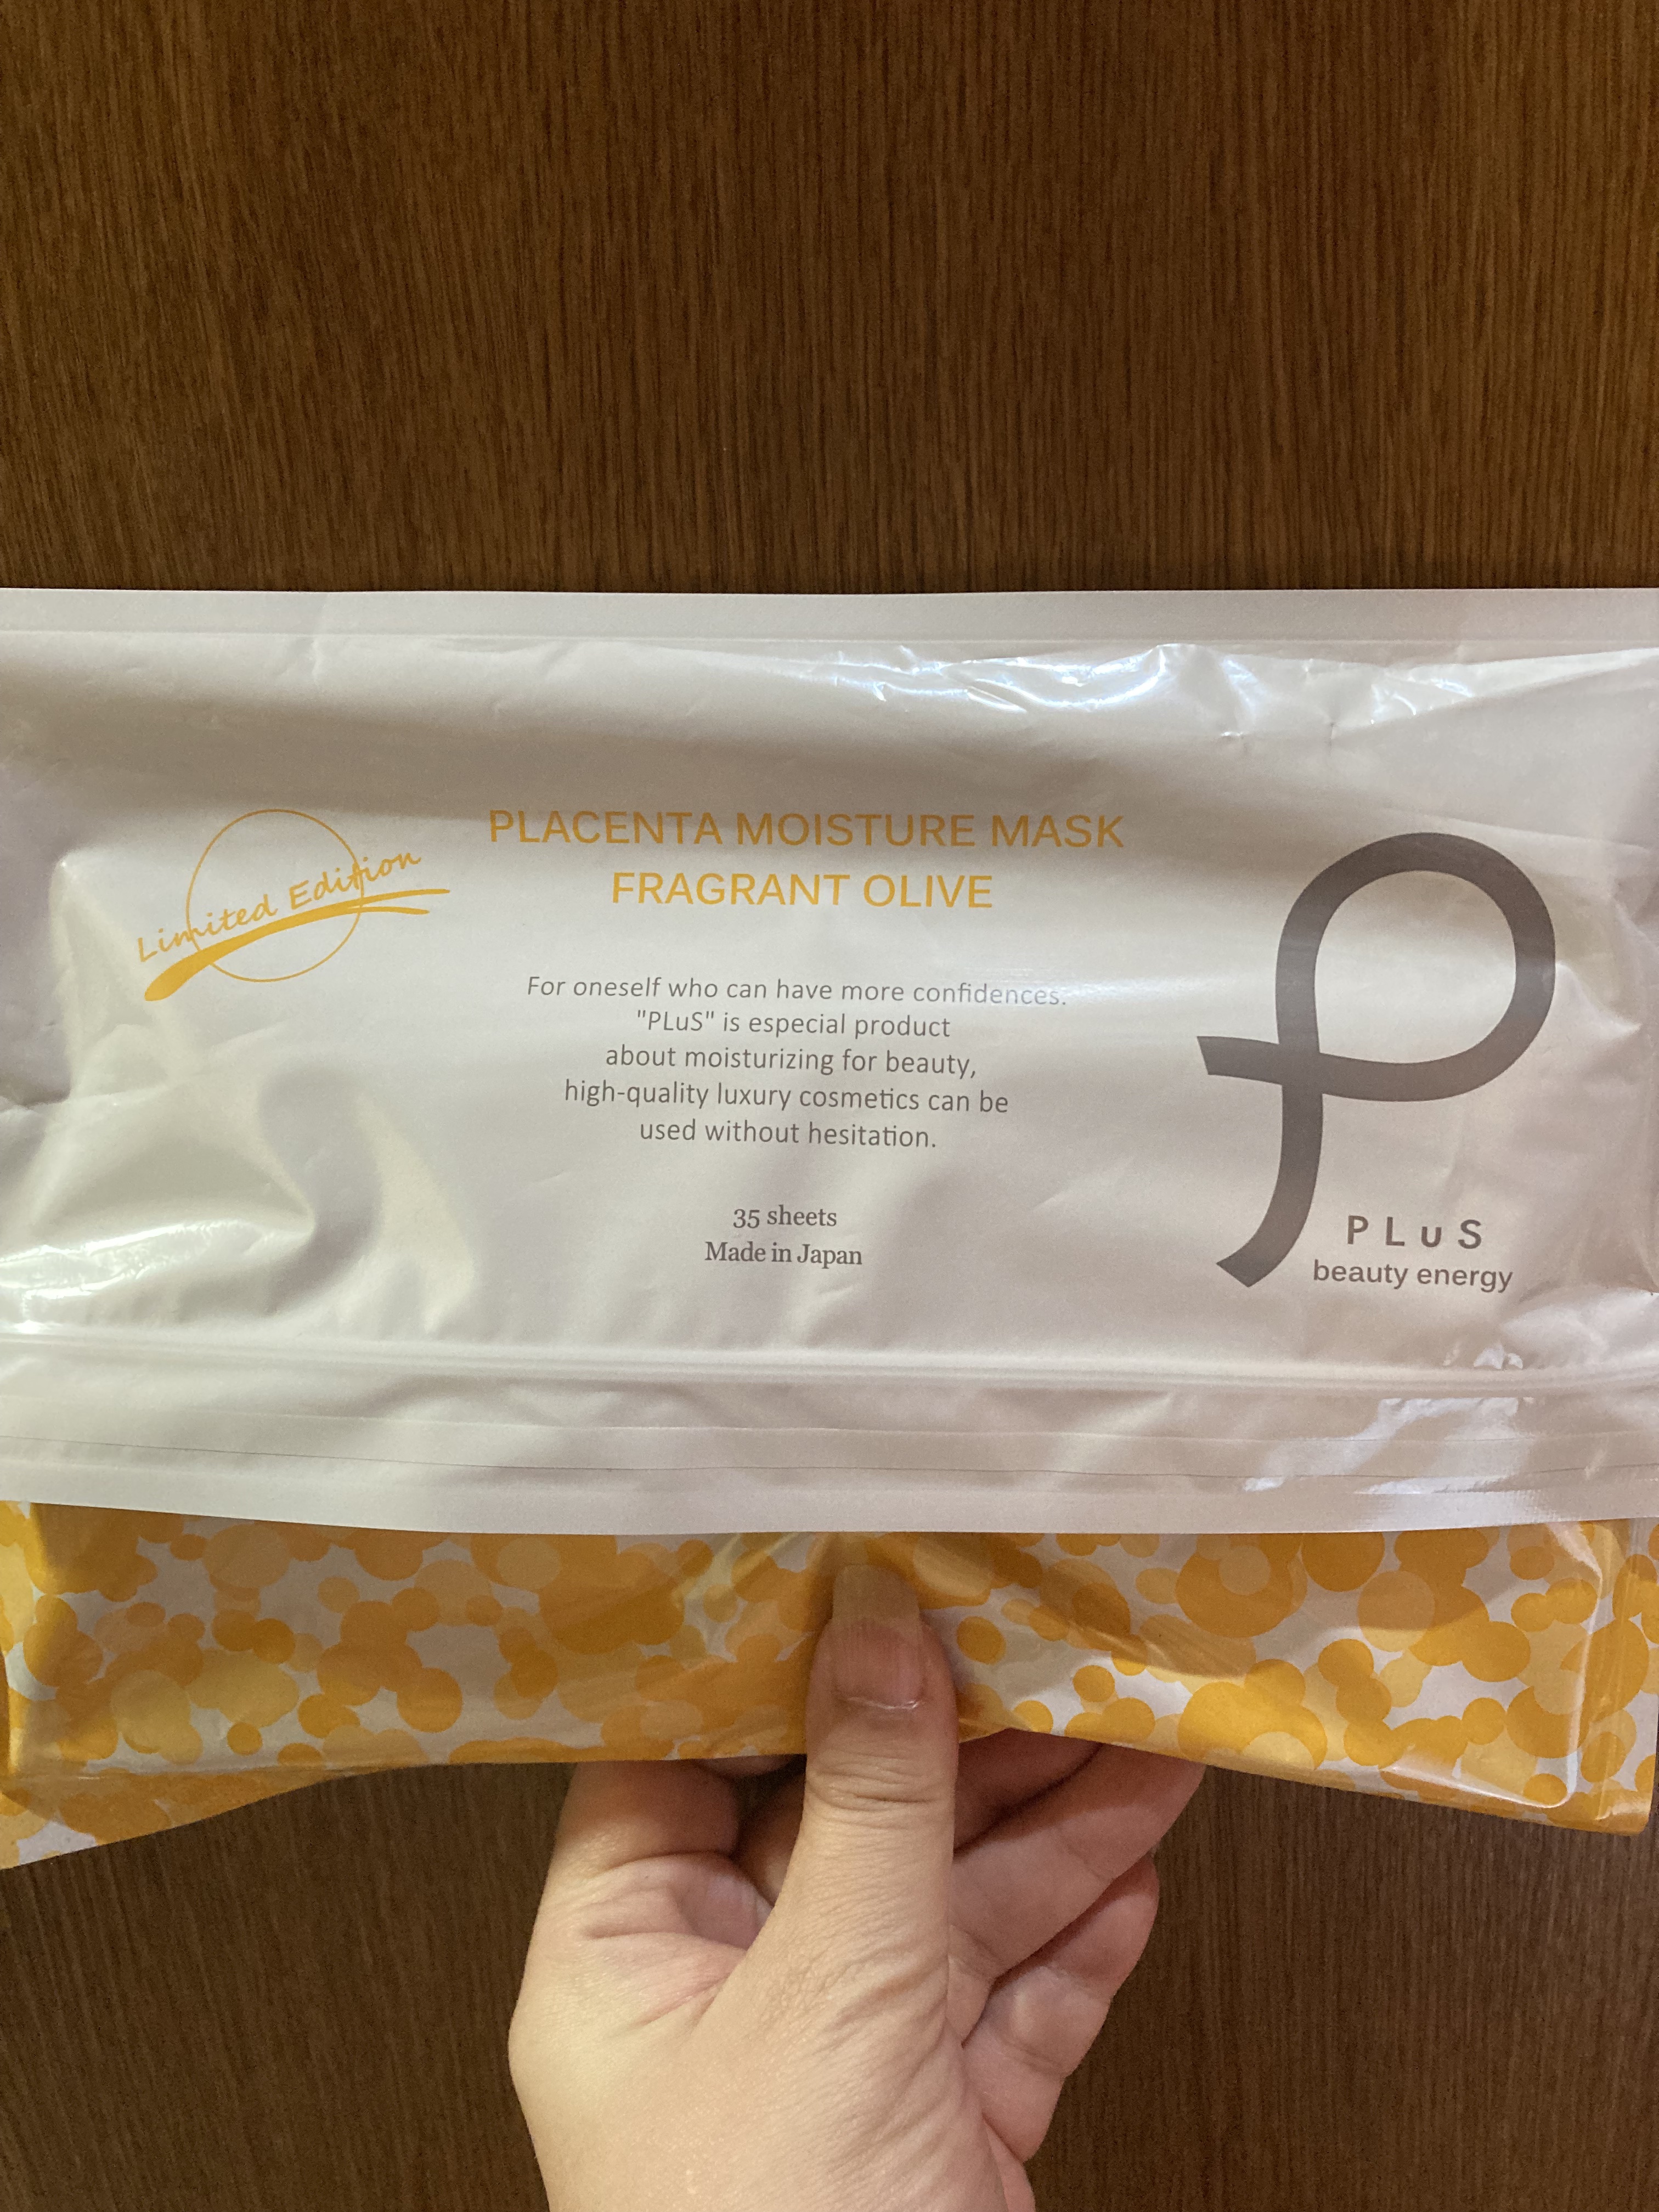 Limited Edition
PLACENTA MOISTURE MASK
FRAGRANT OLIVE
For oneself who can have more confidences.
"PLuS" is especial product
about moisturizing for beauty,
high-quality luxury cosmetics can be
used without hesitation.
35 sheets
Made in Japan
PLuS
beauty energy